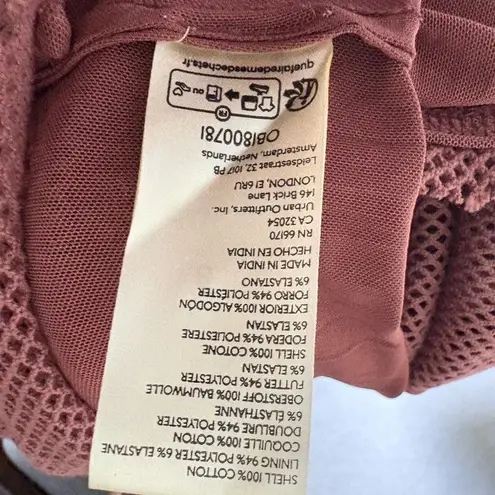 SHELL 100% COTTON
LINING 94% POLYESTER 6% ELASTANE
COQUILLE 100% COTON
DOUBLURE 94% POLYESTER
6% ELASTHANNE
OBERSTOFF 100% BAUMWOLLE
FUTTER 94% POLYESTER
6% ELASTAN
SHELL 100% COTONE
FODERA 94% POLIESTERE
6% ELASTAN
EXTERIOR 100% ALGODÓN
FORRO 94% POLIÉSTER
6% ELASTANO
MADE IN INDIA
HECHO EN INDIA
RN 66170
CA 32054
Urban Outfitters, Inc.
146 Brick Lane
LONDON, E1 6RU
Leidsestraat 32, 1017 PB
Amsterdam, Netherlands
OB1800781
FR
OU
quefairedemesdechets.fr